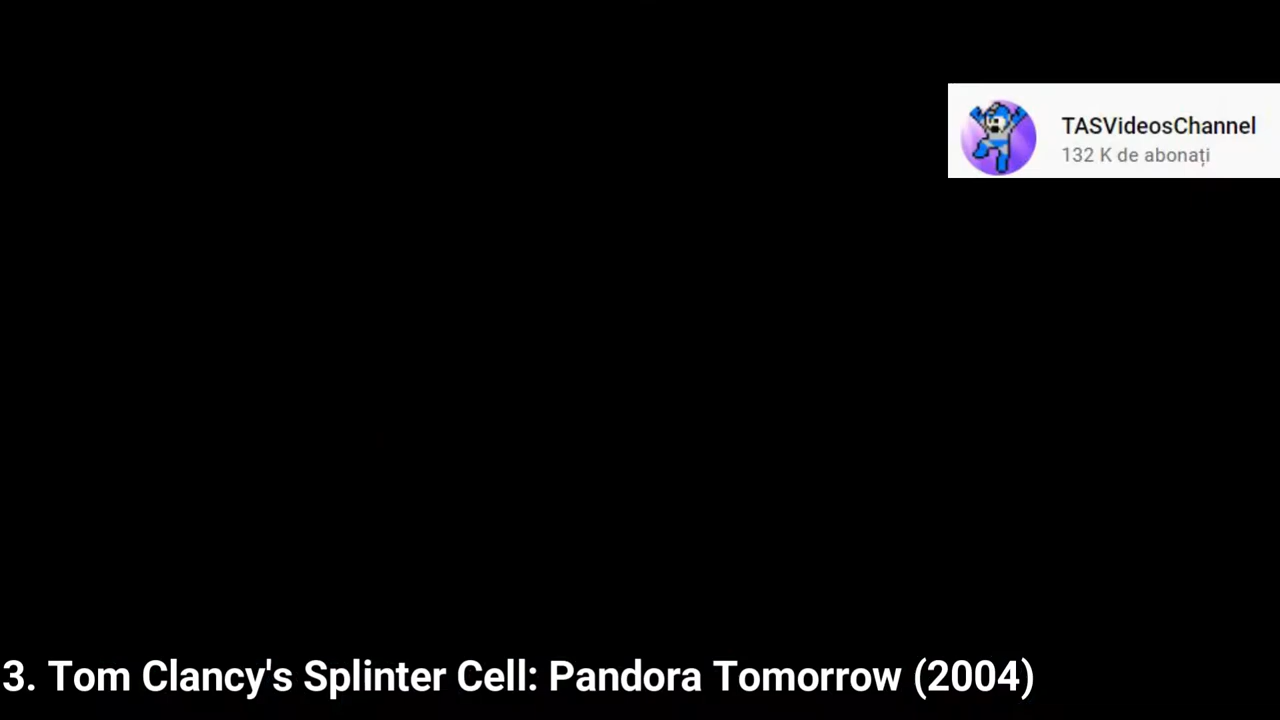 TASVideosChannel
132 K de abonați
3. Tom Clancy's Splinter Cell: Pandora Tomorrow (2004)